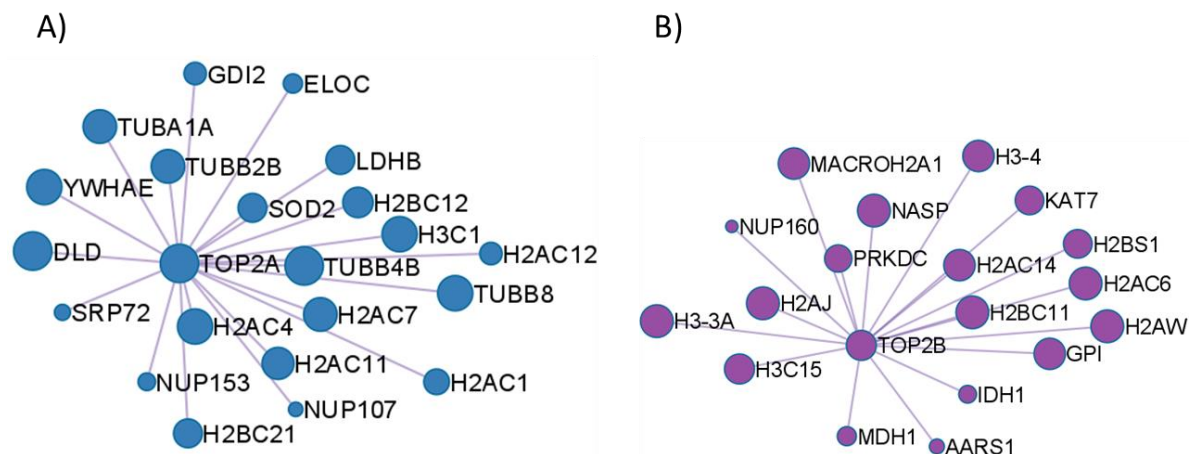 A)
GDI2
ELOC
TUBA1A
TUBB2B
LDHB
YWHAE
SOD2
H2BC12
H3C1
DLD
TOP2A
TUBB4B
H2AC12
TUBB8
SRP72
H2AC4
H2AC7
H2AC11
NUP153
H2AC1
NUP107
H2BC21
B)
MACROH2A1
H3-4
NASP
KAT7
NUP160
PRKDC
H2AC14
H2BS1
H2AJ
H2AC6
H3-3A
H2BC11
H2AW
TOP2B
GPI
H3C15
IDH1
MDH1
AARS1